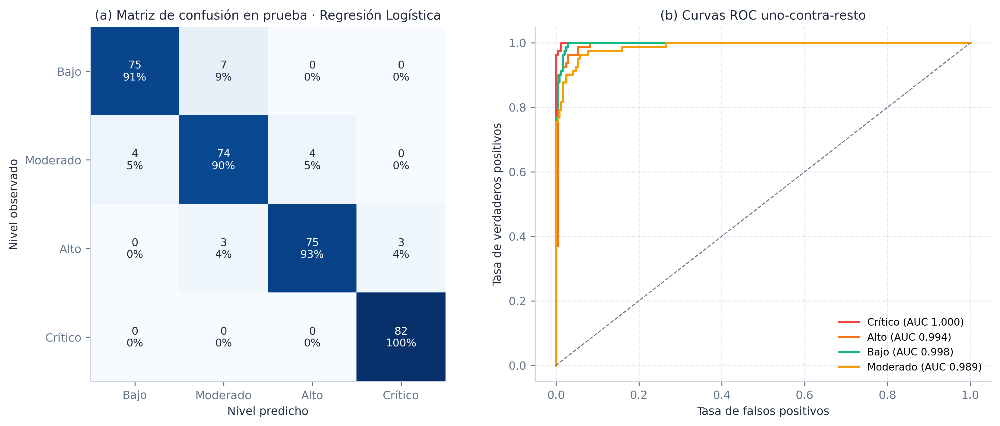 (a) Matriz de confusión en prueba · Regresión Logística
Nivel observado
Bajo
75
91%
7
9%
0
0%
0
0%
Moderado
4
5%
74
90%
4
5%
0
0%
Alto
0
0%
3
4%
75
93%
3
4%
Crítico
0
0%
0
0%
0
0%
82
100%
Bajo
Moderado
Alto
Crítico
Nivel predicho
(b) Curvas ROC uno-contra-resto
Tasa de verdaderos positivos
1.0
0.8
0.6
0.4
0.2
0.0
Crítico (AUC 1.000)
Alto (AUC 0.994)
Bajo (AUC 0.998)
Moderado (AUC 0.989)
0.0
0.2
0.4
0.6
0.8
1.0
Tasa de falsos positivos